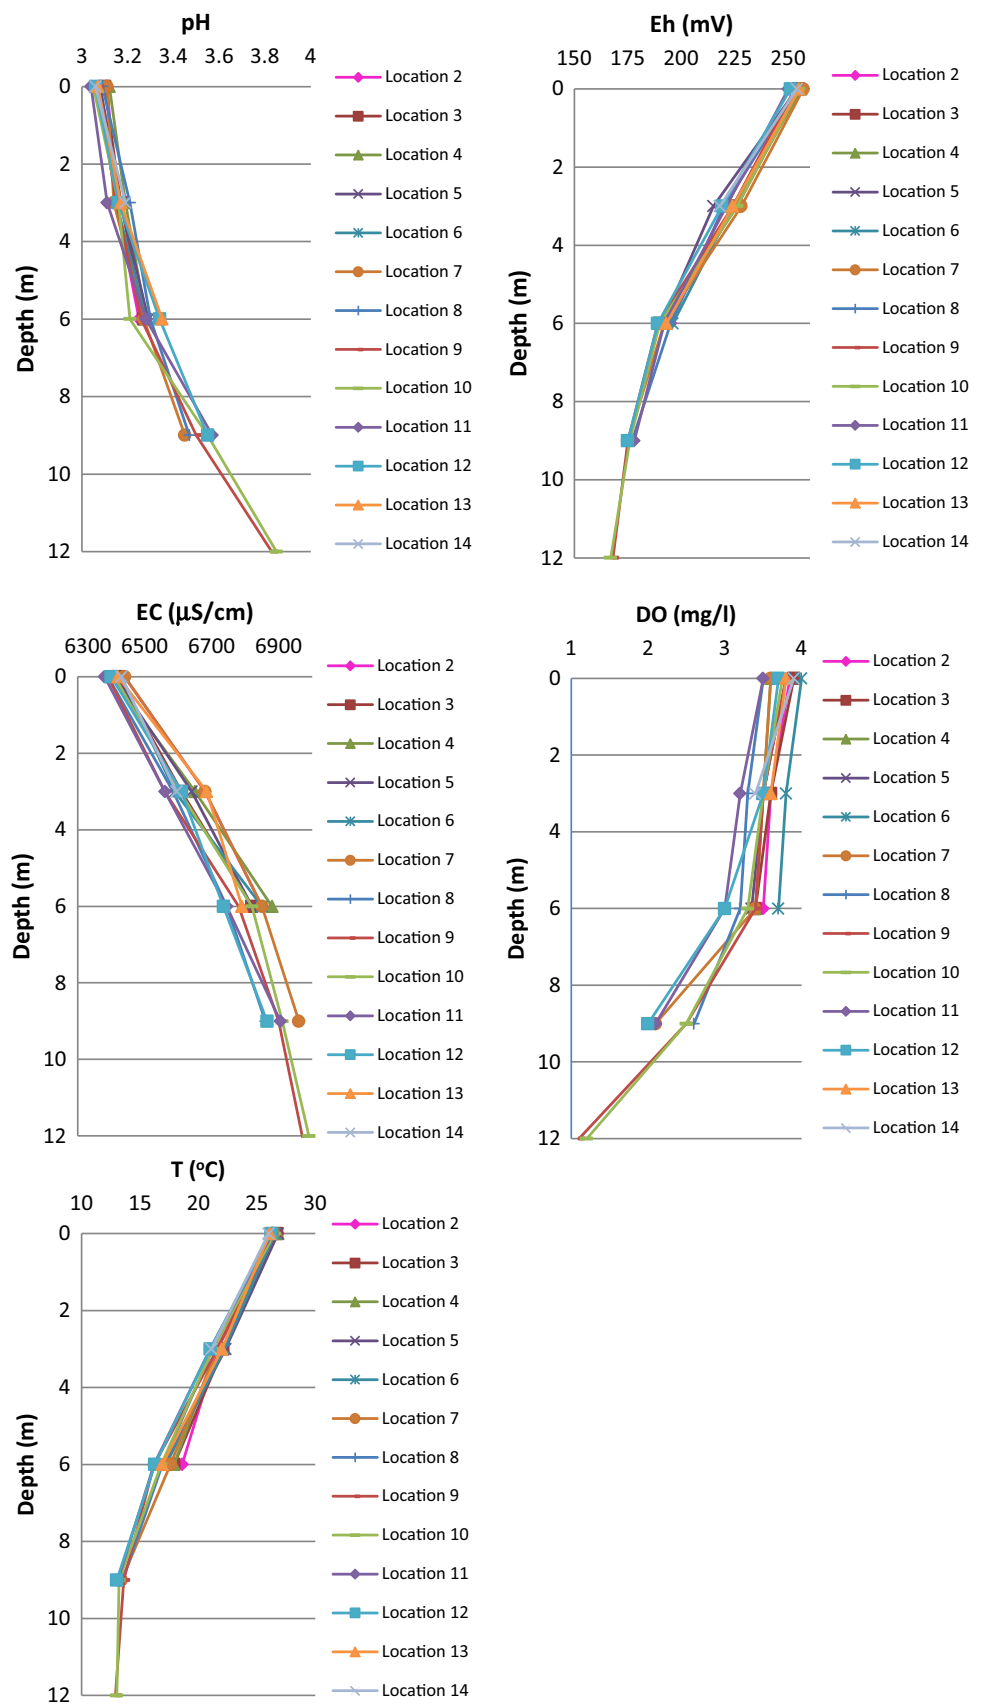 pH
3 3.2 3.4 3.6 3.8 4
0
2
4
6
8
10
12
Depth (m)
Location 2
Location 3
Location 4
Location 5
Location 6
Location 7
Location 8
Location 9
Location 10
Location 11
Location 12
Location 13
Location 14
Eh (mV)
150 175 200 225 250
0
2
4
6
8
10
12
Depth (m)
Location 2
Location 3
Location 4
Location 5
Location 6
Location 7
Location 8
Location 9
Location 10
Location 11
Location 12
Location 13
Location 14
EC (µS/cm)
6300 6500 6700 6900
0
2
4
6
8
10
12
Depth (m)
Location 2
Location 3
Location 4
Location 5
Location 6
Location 7
Location 8
Location 9
Location 10
Location 11
Location 12
Location 13
Location 14
DO (mg/l)
1 2 3 4
0
2
4
6
8
10
12
Depth (m)
Location 2
Location 3
Location 4
Location 5
Location 6
Location 7
Location 8
Location 9
Location 10
Location 11
Location 12
Location 13
Location 14
T (°C)
10 15 20 25 30
0
2
4
6
8
10
12
Depth (m)
Location 2
Location 3
Location 4
Location 5
Location 6
Location 7
Location 8
Location 9
Location 10
Location 11
Location 12
Location 13
Location 14